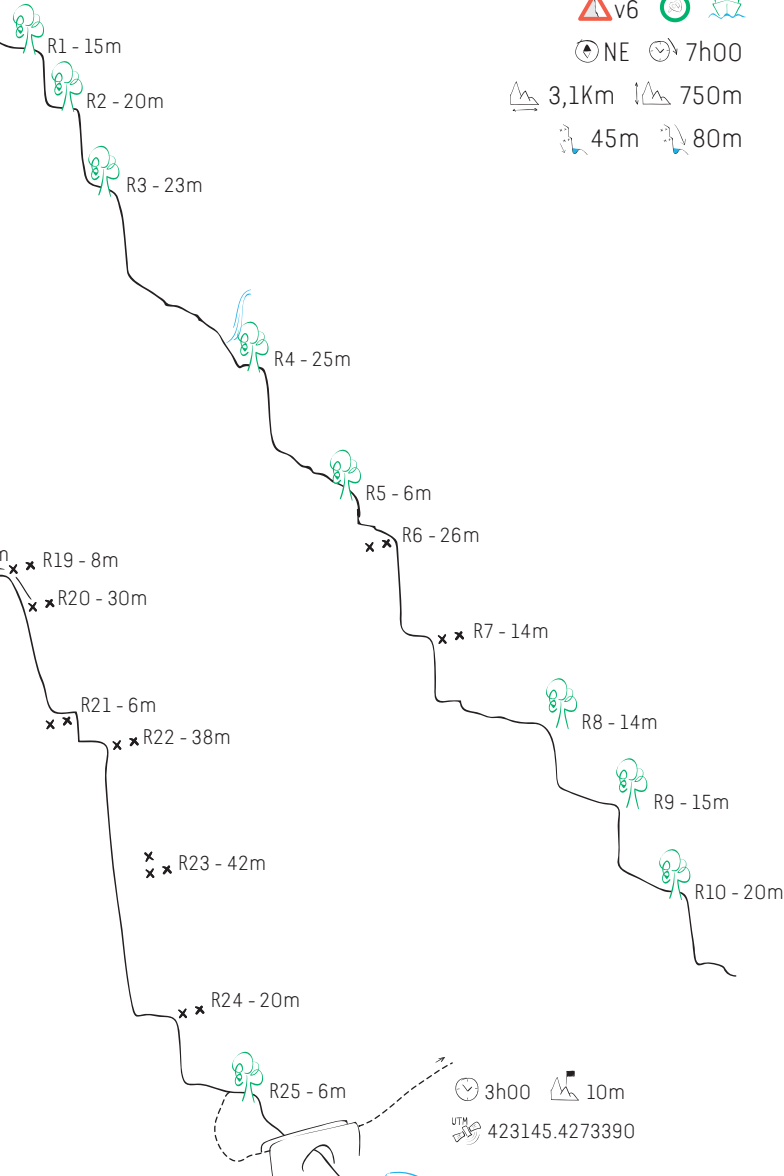 v6
NE 7h00
3,1Km 750m
45m 80m
R1 - 15m
R2 - 20m
R3 - 23m
R4 - 25m
R5 - 6m
R6 - 26m
R7 - 14m
R8 - 14m
R9 - 15m
R10 - 20m
m
R19 - 8m
R20 - 30m
R21 - 6m
R22 - 38m
R23 - 42m
R24 - 20m
R25 - 6m
3h00 10m
UTM
423145.4273390